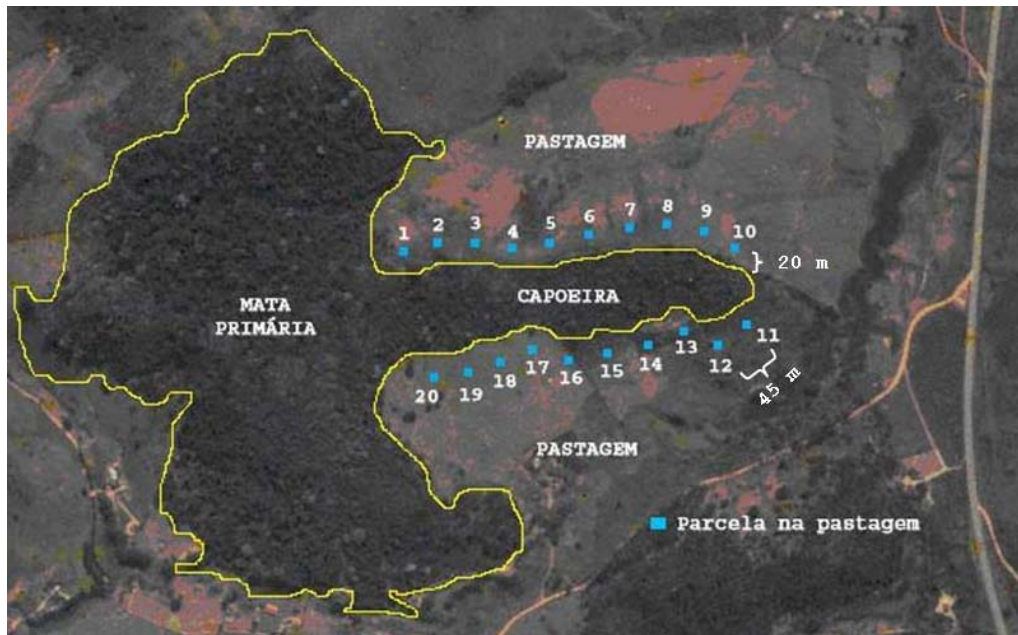 PASTAGEM
1 2 3 4 5 6 7 8 9 10
20 m
MATA
PRIMÁRIA
CAPOEIRA
11
12
13
14
15
16
17
18
19
20
45 m
PASTAGEM
Parcela na pastagem